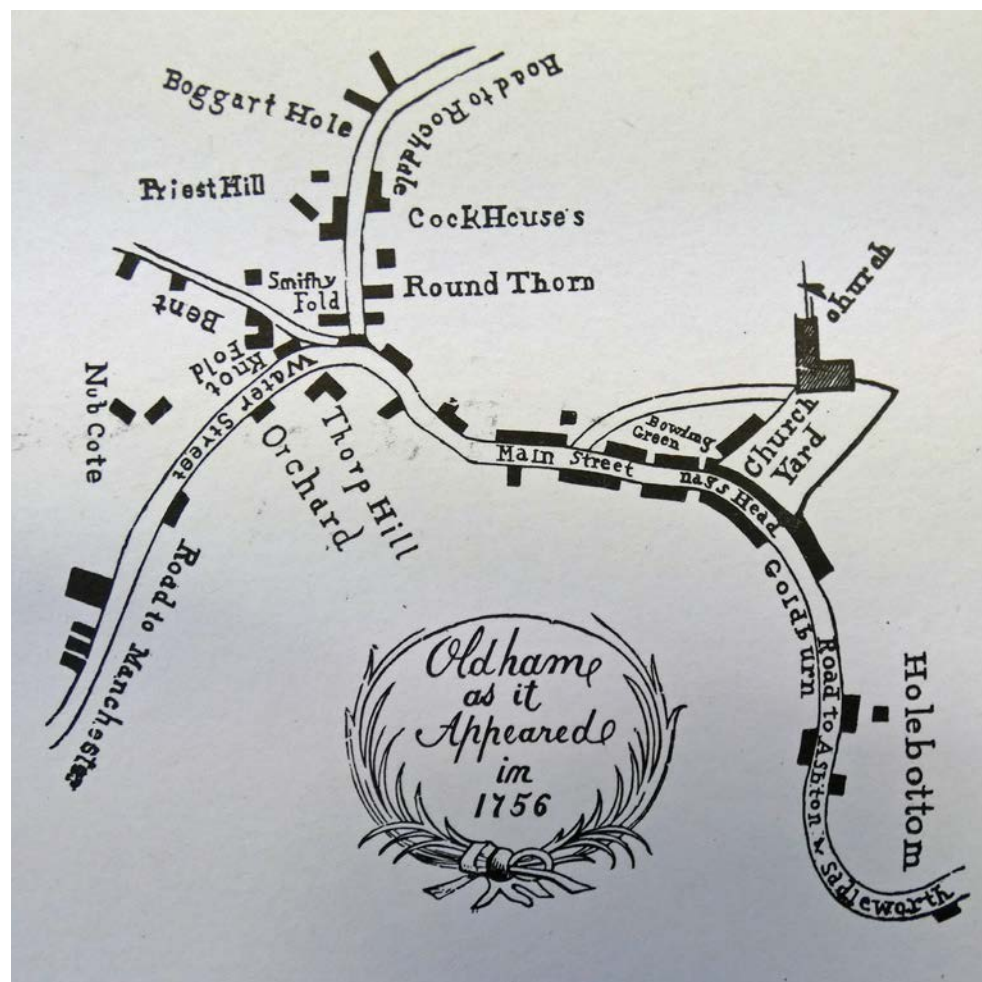 Boggart Hole
Road to Rochdale
Priest Hill
CockHouse's
Smithy
Fold
Round Thorn
Bent
Knot
Fold
Nub Cote
Water Street
Orchard
Thorp Hill
Road to Manchester
church
Bowling
Green
Church
Yard
Main Street
nags Head
Goldburn
Road to Ashton & Sadleworth
Holebottom
Oldham
as it
Appeared
in
1756